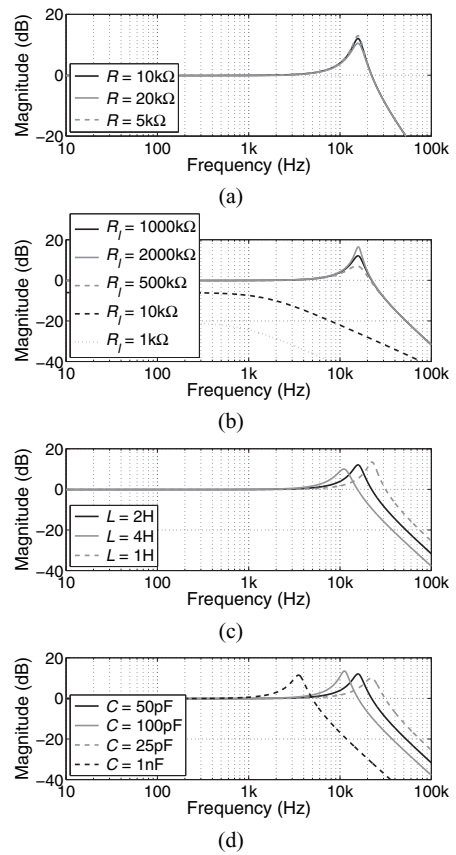 Magnitude (dB)
20
0
−20
R = 10kΩ
R = 20kΩ
R = 5kΩ
10 100 1k 10k 100k
Frequency (Hz)
(a)
Magnitude (dB)
20
0
−20
−40
R_l = 1000kΩ
R_l = 2000kΩ
R_l = 500kΩ
R_l = 10kΩ
R_l = 1kΩ
10 100 1k 10k 100k
Frequency (Hz)
(b)
Magnitude (dB)
20
0
−20
−40
L = 2H
L = 4H
L = 1H
10 100 1k 10k 100k
Frequency (Hz)
(c)
Magnitude (dB)
20
0
−20
−40
C = 50pF
C = 100pF
C = 25pF
C = 1nF
10 100 1k 10k 100k
Frequency (Hz)
(d)